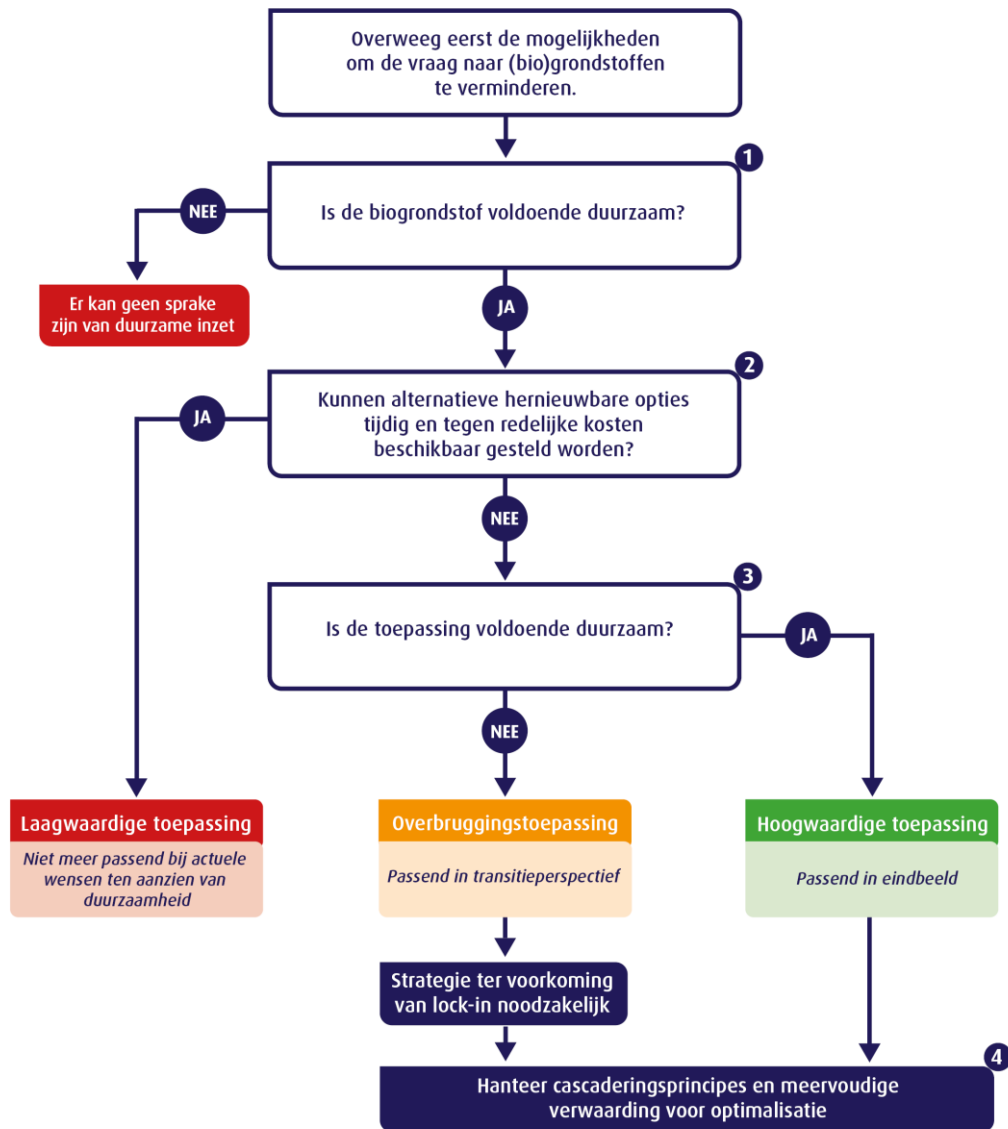 Overweeg eerst de mogelijkheden
om de vraag naar (bio)grondstoffen
te verminderen.
1
Is de biogrondstof voldoende duurzaam?
NEE
Er kan geen sprake
zijn van duurzame inzet
JA
2
Kunnen alternatieve hernieuwbare opties
tijdig en tegen redelijke kosten
beschikbaar gesteld worden?
JA
NEE
3
Is de toepassing voldoende duurzaam?
JA
NEE
Laagwaardige toepassing
Niet meer passend bij actuele
wensen ten aanzien van
duurzaamheid
Overbruggingstoepassing
Passend in transitieperspectief
Hoogwaardige toepassing
Passend in eindbeeld
Strategie ter voorkoming
van lock-in noodzakelijk
4
Hanteer cascaderingsprincipes en meervoudige
verwaarding voor optimalisatie